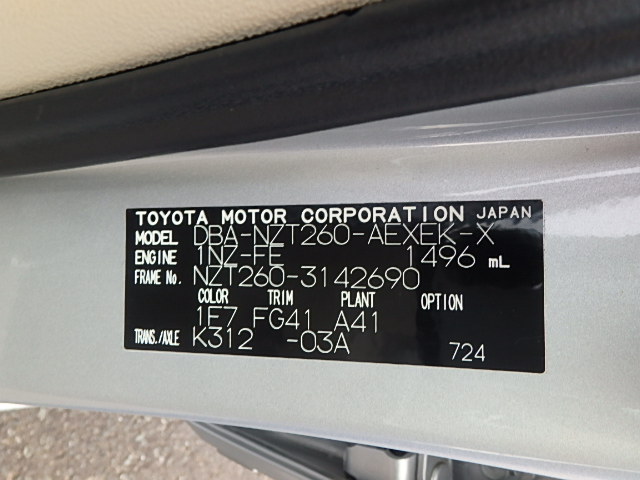 TOYOTA MOTOR CORPORATION JAPAN
MODEL DBA-NZT260-AEXEK-X
ENGINE 1NZ-FE 1496 mL
FRAME No. NZT260-3142690
COLOR TRIM PLANT OPTION
1F7 FG41 A41
TRANS./AXLE K312 -03A
724